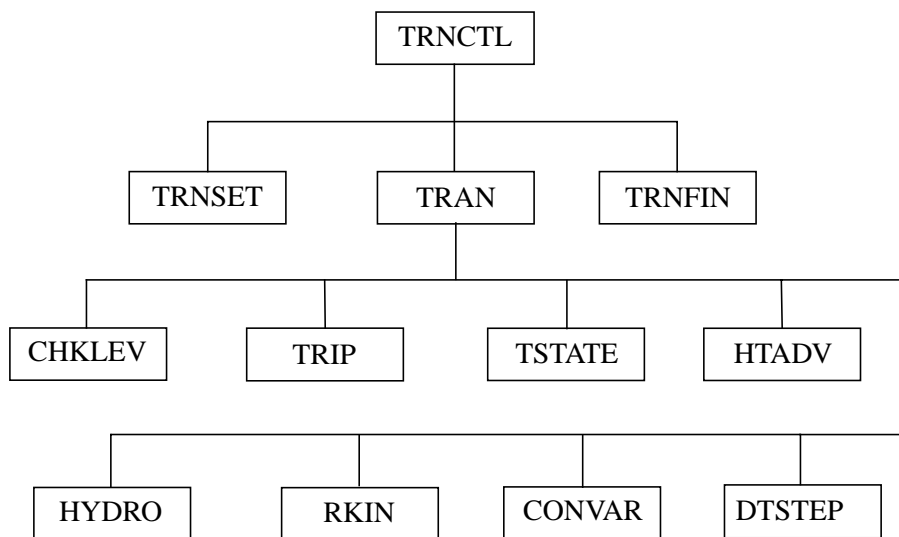 TRNCTL
TRNSET
TRAN
TRNFIN
CHKLEV
TRIP
TSTATE
HTADV
HYDRO
RKIN
CONVAR
DTSTEP